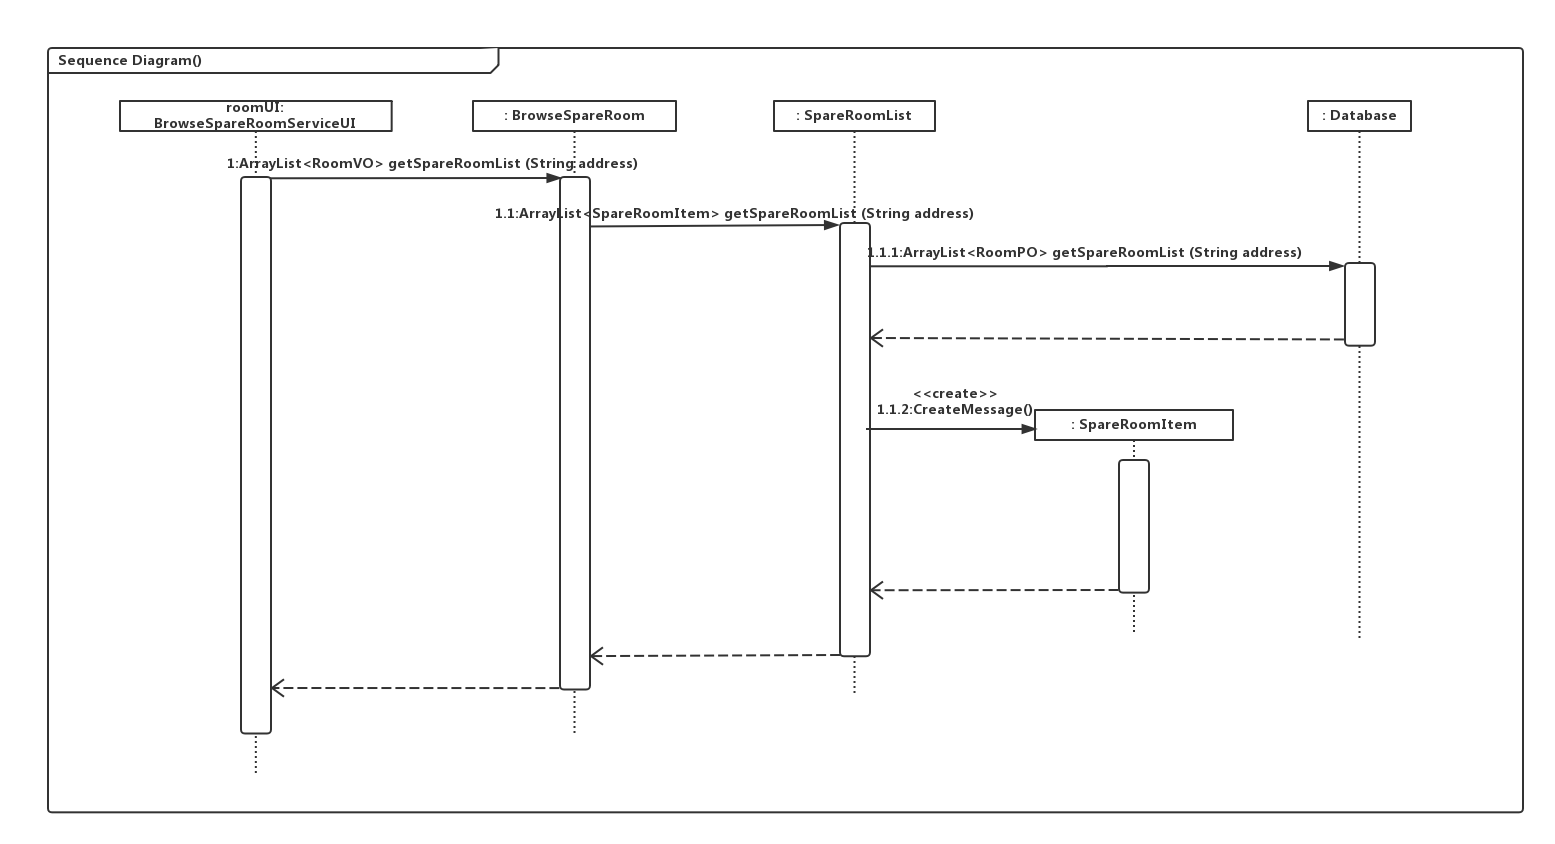 Sequence Diagram()
roomUI:
BrowseSpareRoomServiceUI
: BrowseSpareRoom
: SpareRoomList
: Database
1:ArrayList<RoomVO> getSpareRoomList (String address)
1.1:ArrayList<SpareRoomItem> getSpareRoomList (String address)
1.1.1:ArrayList<RoomPO> getSpareRoomList (String address)
<<create>>
1.1.2:CreateMessage()
: SpareRoomItem